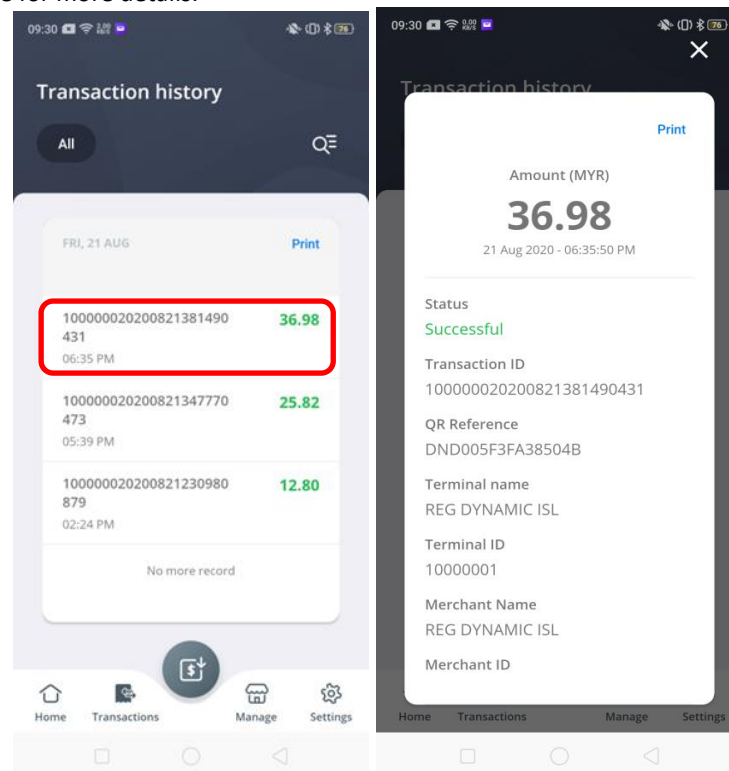 for more details.
09:30
76
Transaction history
All
FRI, 21 AUG
Print
100000020200821381490
36.98
431
06:35 PM
100000020200821347770
25.82
473
05:39 PM
100000020200821230980
12.80
879
02:24 PM
No more record
Home
Transactions
Manage
Settings
09:30
76
Transaction history
Print
Amount (MYR)
36.98
21 Aug 2020 - 06:35:50 PM
Status
Successful
Transaction ID
100000020200821381490431
QR Reference
DND005F3FA38504B
Terminal name
REG DYNAMIC ISL
Terminal ID
10000001
Merchant Name
REG DYNAMIC ISL
Merchant ID
Home
Transactions
Manage
Settings